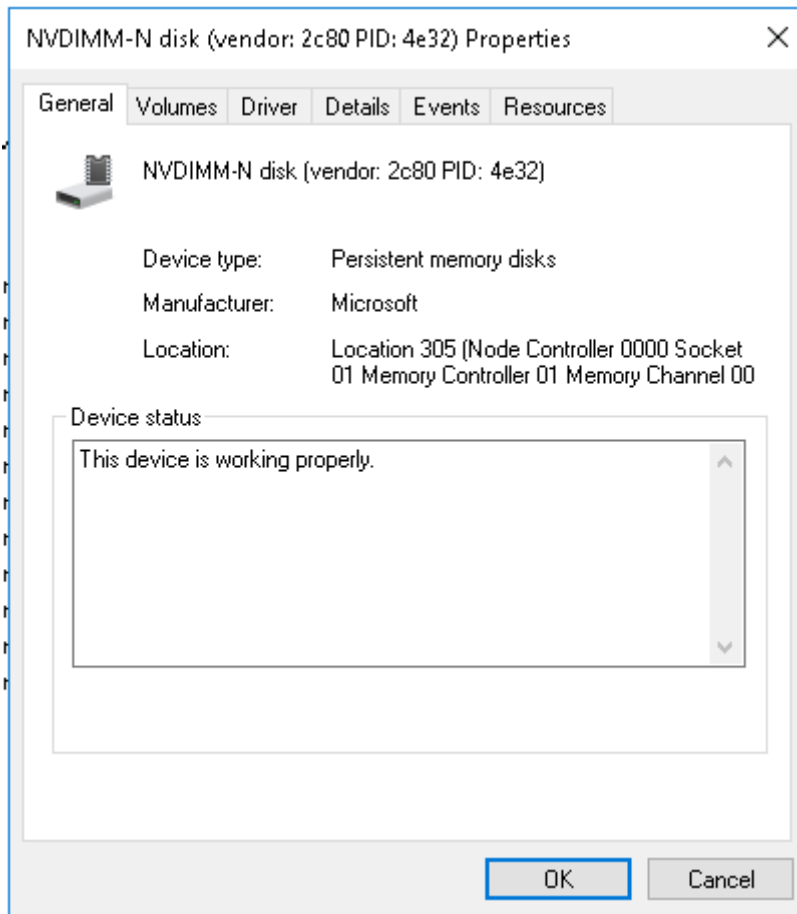 NVDIMM-N disk (vendor: 2c80 PID: 4e32) Properties
General Volumes Driver Details Events Resources
NVDIMM-N disk (vendor: 2c80 PID: 4e32)
Device type: Persistent memory disks
Manufacturer: Microsoft
Location: Location 305 (Node Controller 0000 Socket
01 Memory Controller 01 Memory Channel 00
Device status
This device is working properly.
OK Cancel